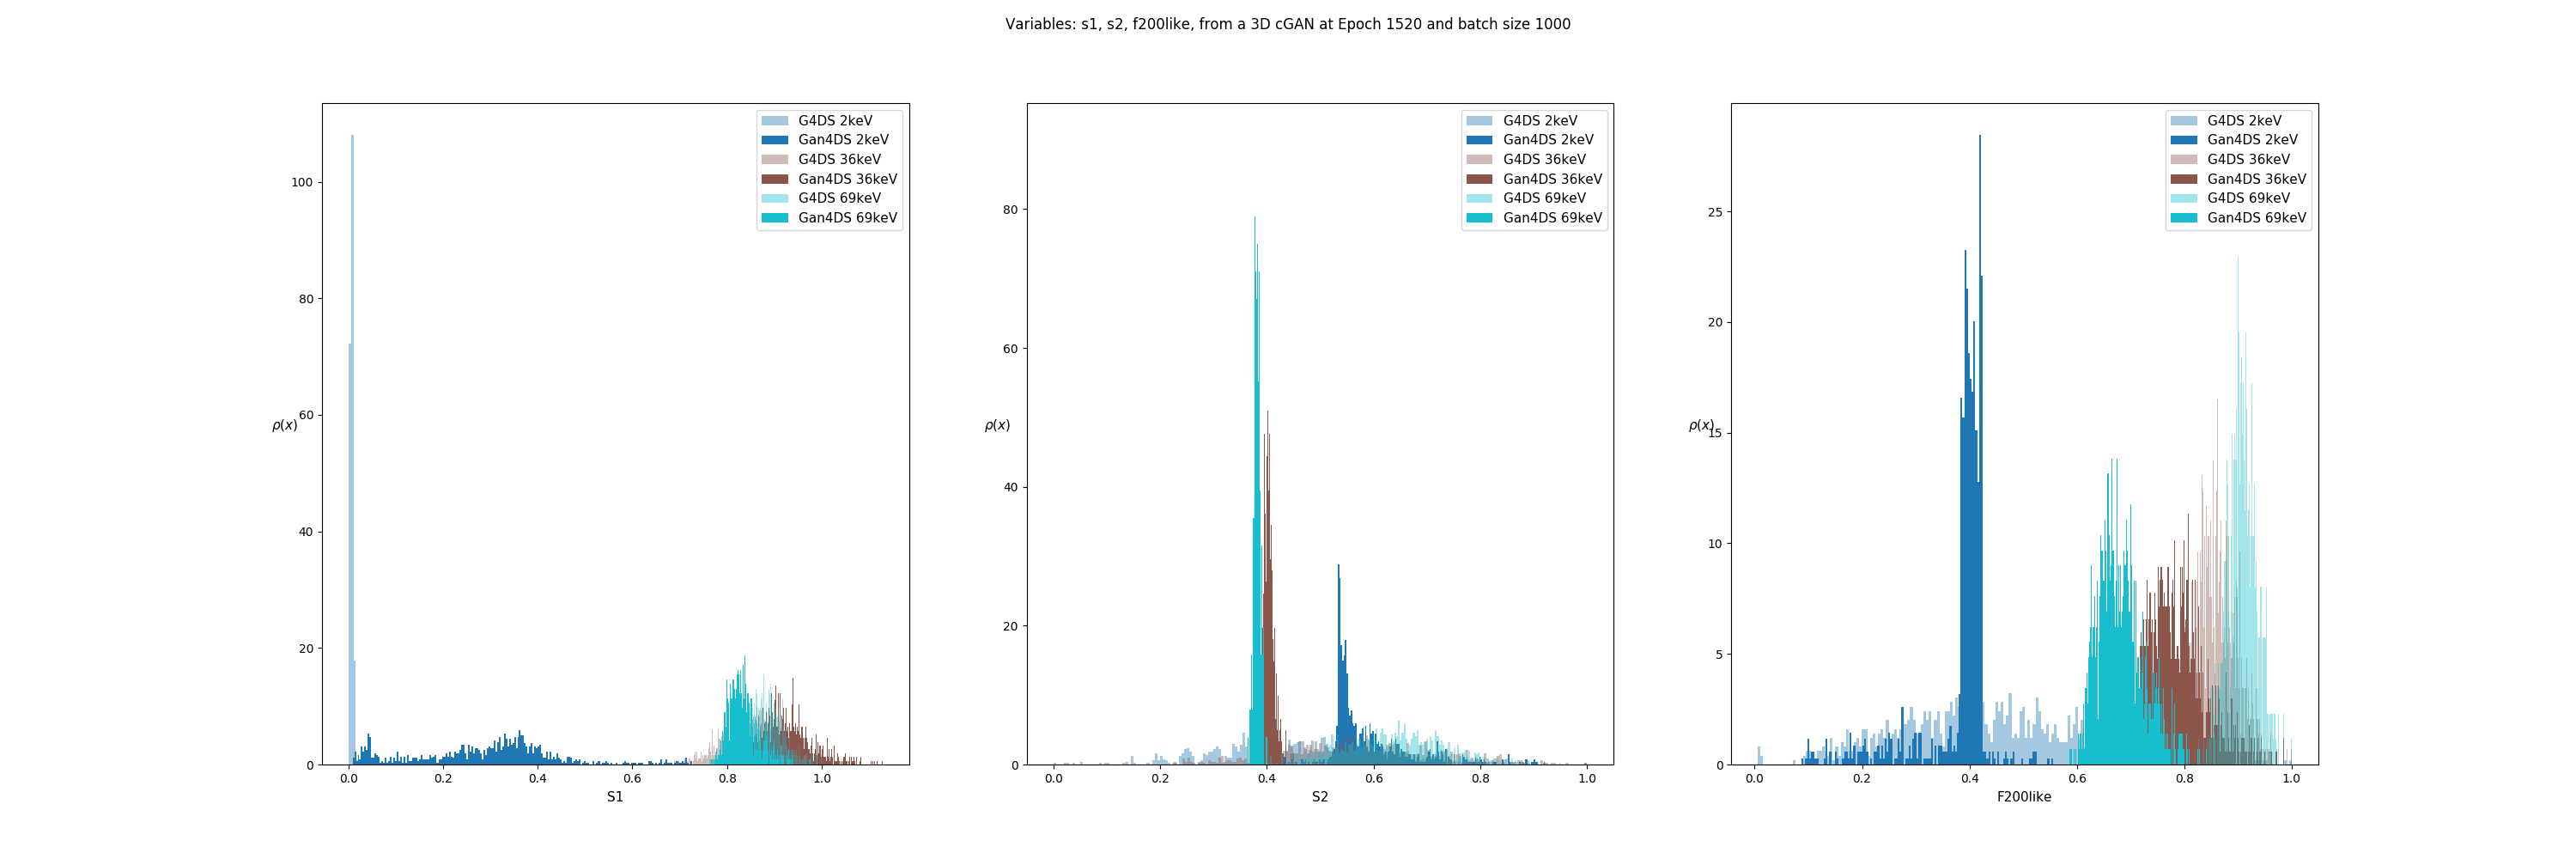 Variables: s1, s2, f200like, from a 3D cGAN at Epoch 1520 and batch size 1000
G4DS 2keV
Gan4DS 2keV
G4DS 36keV
Gan4DS 36keV
G4DS 69keV
Gan4DS 69keV
100
80
60
40
20
0
ρ(x)
0.0 0.2 0.4 0.6 0.8 1.0
S1
G4DS 2keV
Gan4DS 2keV
G4DS 36keV
Gan4DS 36keV
G4DS 69keV
Gan4DS 69keV
80
60
40
20
0
ρ(x)
0.0 0.2 0.4 0.6 0.8 1.0
S2
G4DS 2keV
Gan4DS 2keV
G4DS 36keV
Gan4DS 36keV
G4DS 69keV
Gan4DS 69keV
25
20
15
10
5
0
ρ(x)
0.0 0.2 0.4 0.6 0.8 1.0
F200like